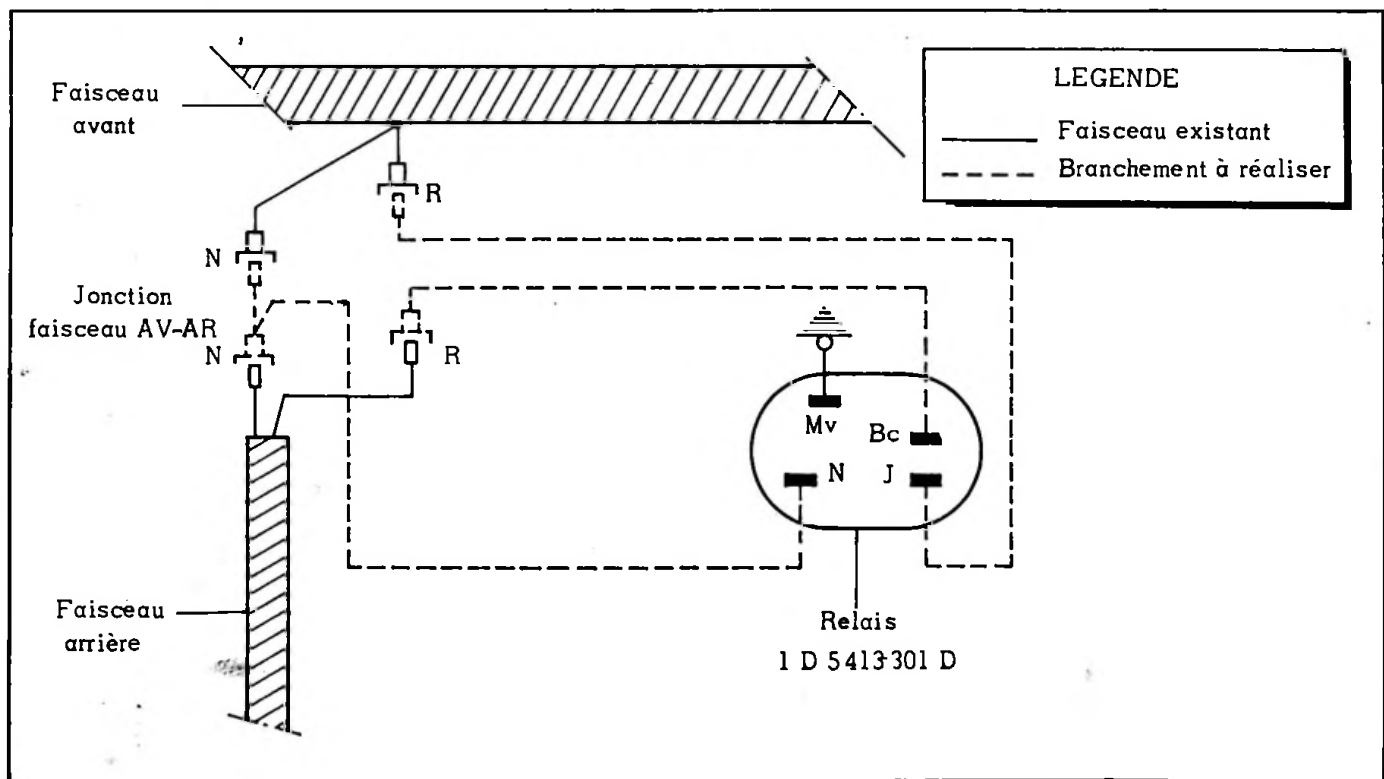 Faisceau
avant
LEGENDE
Faisceau existant
Branchement à réaliser
R
N
Jonction
faisceau AV-AR
N
R
Mv
Bc
N
J
Faisceau
arrière
Relais
1 D 5413-301 D